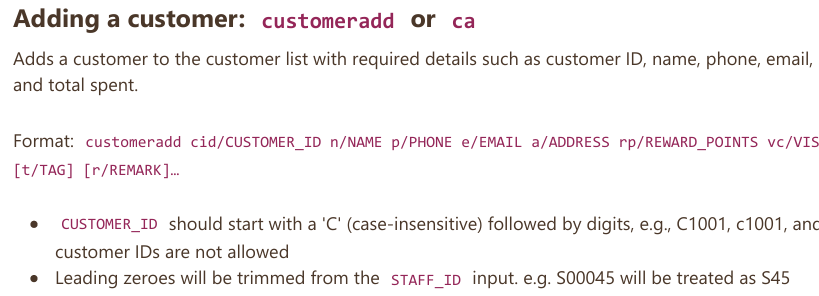 Adding a customer: customeradd or ca
Adds a customer to the customer list with required details such as customer ID, name, phone, email,
and total spent.
Format: customeradd cid/CUSTOMER_ID n/NAME p/PHONE e/EMAIL a/ADDRESS rp/REWARD_POINTS vc/VIS
[t/TAG] [r/REMARK]…
● CUSTOMER_ID should start with a 'C' (case-insensitive) followed by digits, e.g., C1001, c1001, and
customer IDs are not allowed
● Leading zeroes will be trimmed from the STAFF_ID input. e.g. S00045 will be treated as S45